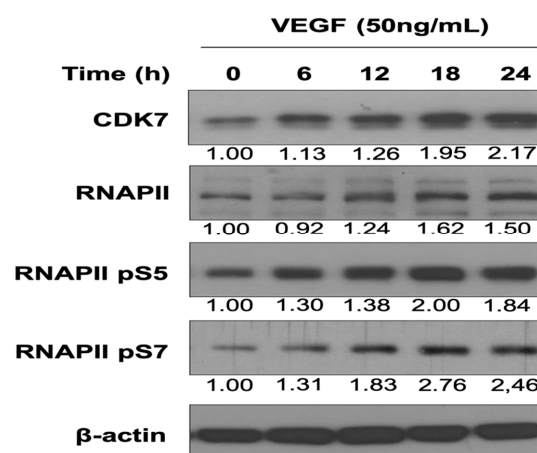 VEGF (50ng/mL)
Time (h) 0 6 12 18 24
CDK7
1.00 1.13 1.26 1.95 2.17
RNAPII
1.00 0.92 1.24 1.62 1.50
RNAPII pS5
1.00 1.30 1.38 2.00 1.84
RNAPII pS7
1.00 1.31 1.83 2.76 2,46
β-actin